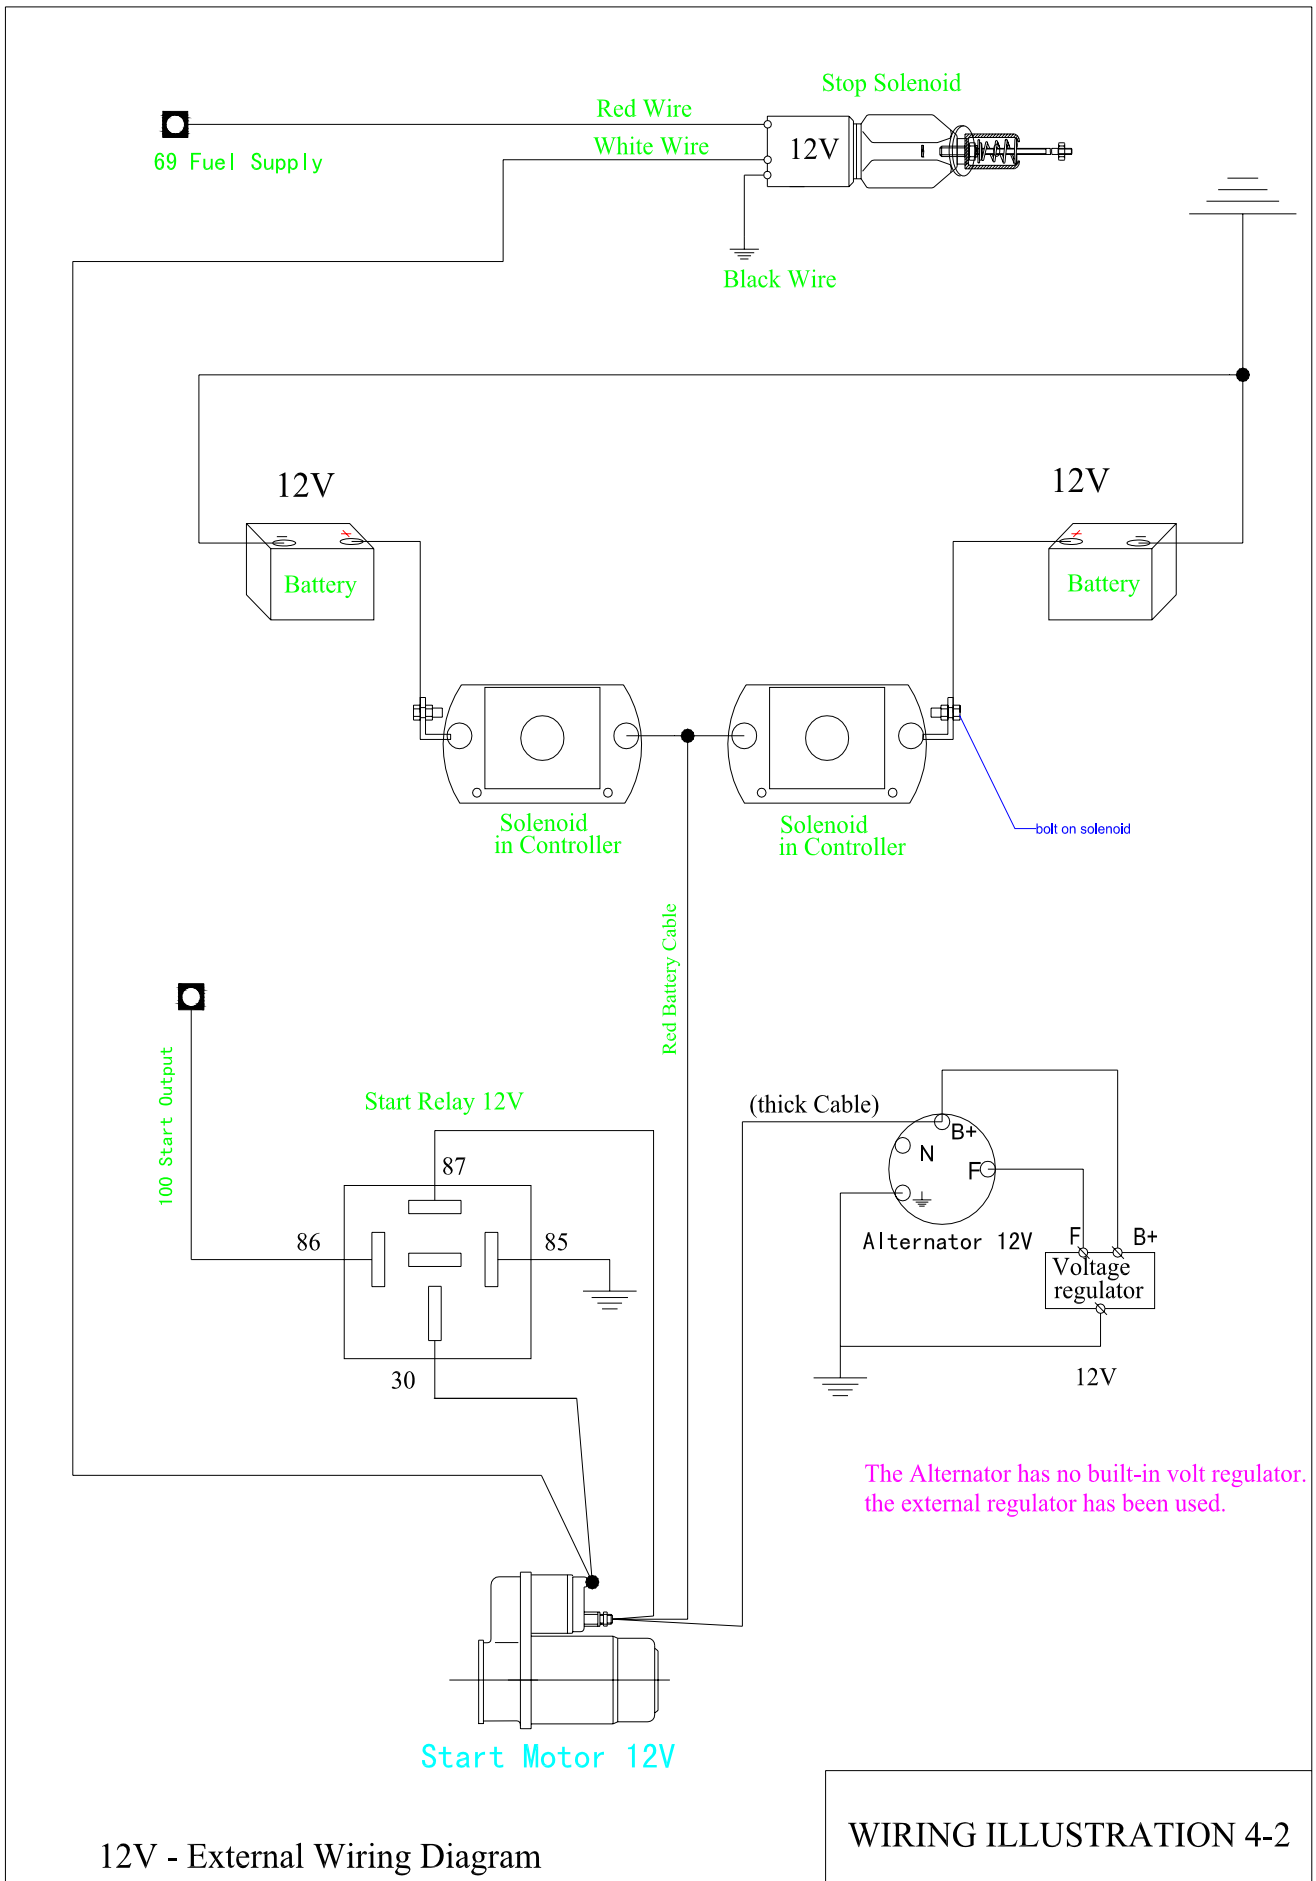 Stop Solenoid
Red Wire
White Wire
12V
69 Fuel Supply
Black Wire
12V
12V
- +
+ -
Battery
Battery
Solenoid
in Controller
Solenoid
in Controller
bolt on solenoid
Red Battery Cable
100 Start Output
Start Relay 12V
(thick Cable)
B+
N
F
87
86
85
30
Alternator 12V
F
B+
Voltage
regulator
12V
The Alternator has no built-in volt regulator.
the external regulator has been used.
Start Motor 12V
WIRING ILLUSTRATION 4-2
12V - External Wiring Diagram